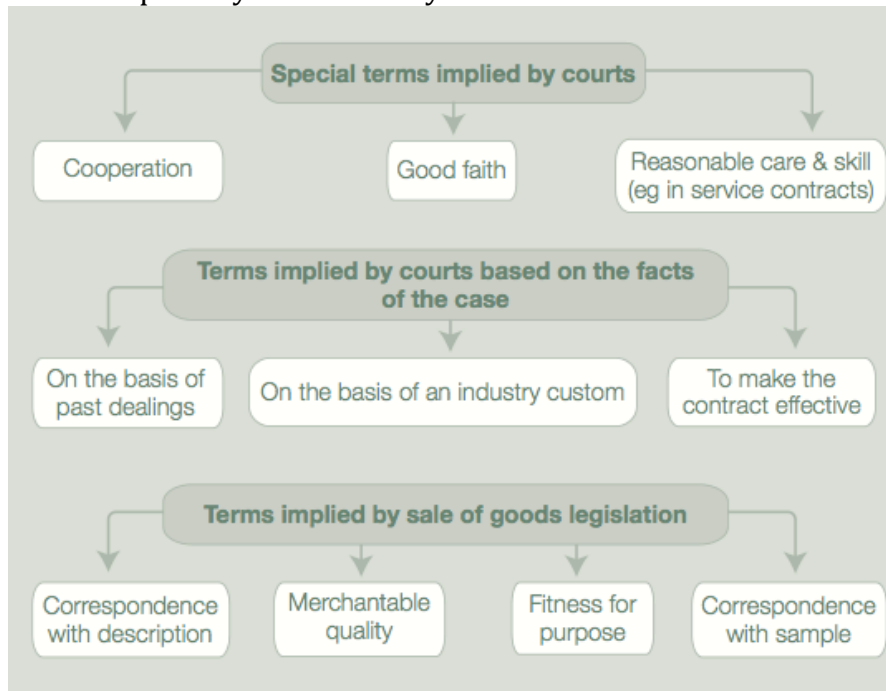 Special terms implied by courts
Cooperation
Good faith
Reasonable care & skill
(eg in service contracts)
Terms implied by courts based on the facts
of the case
On the basis of
past dealings
On the basis of an industry custom
To make the
contract effective
Terms implied by sale of goods legislation
Correspondence
with description
Merchantable
quality
Fitness for
purpose
Correspondence
with sample